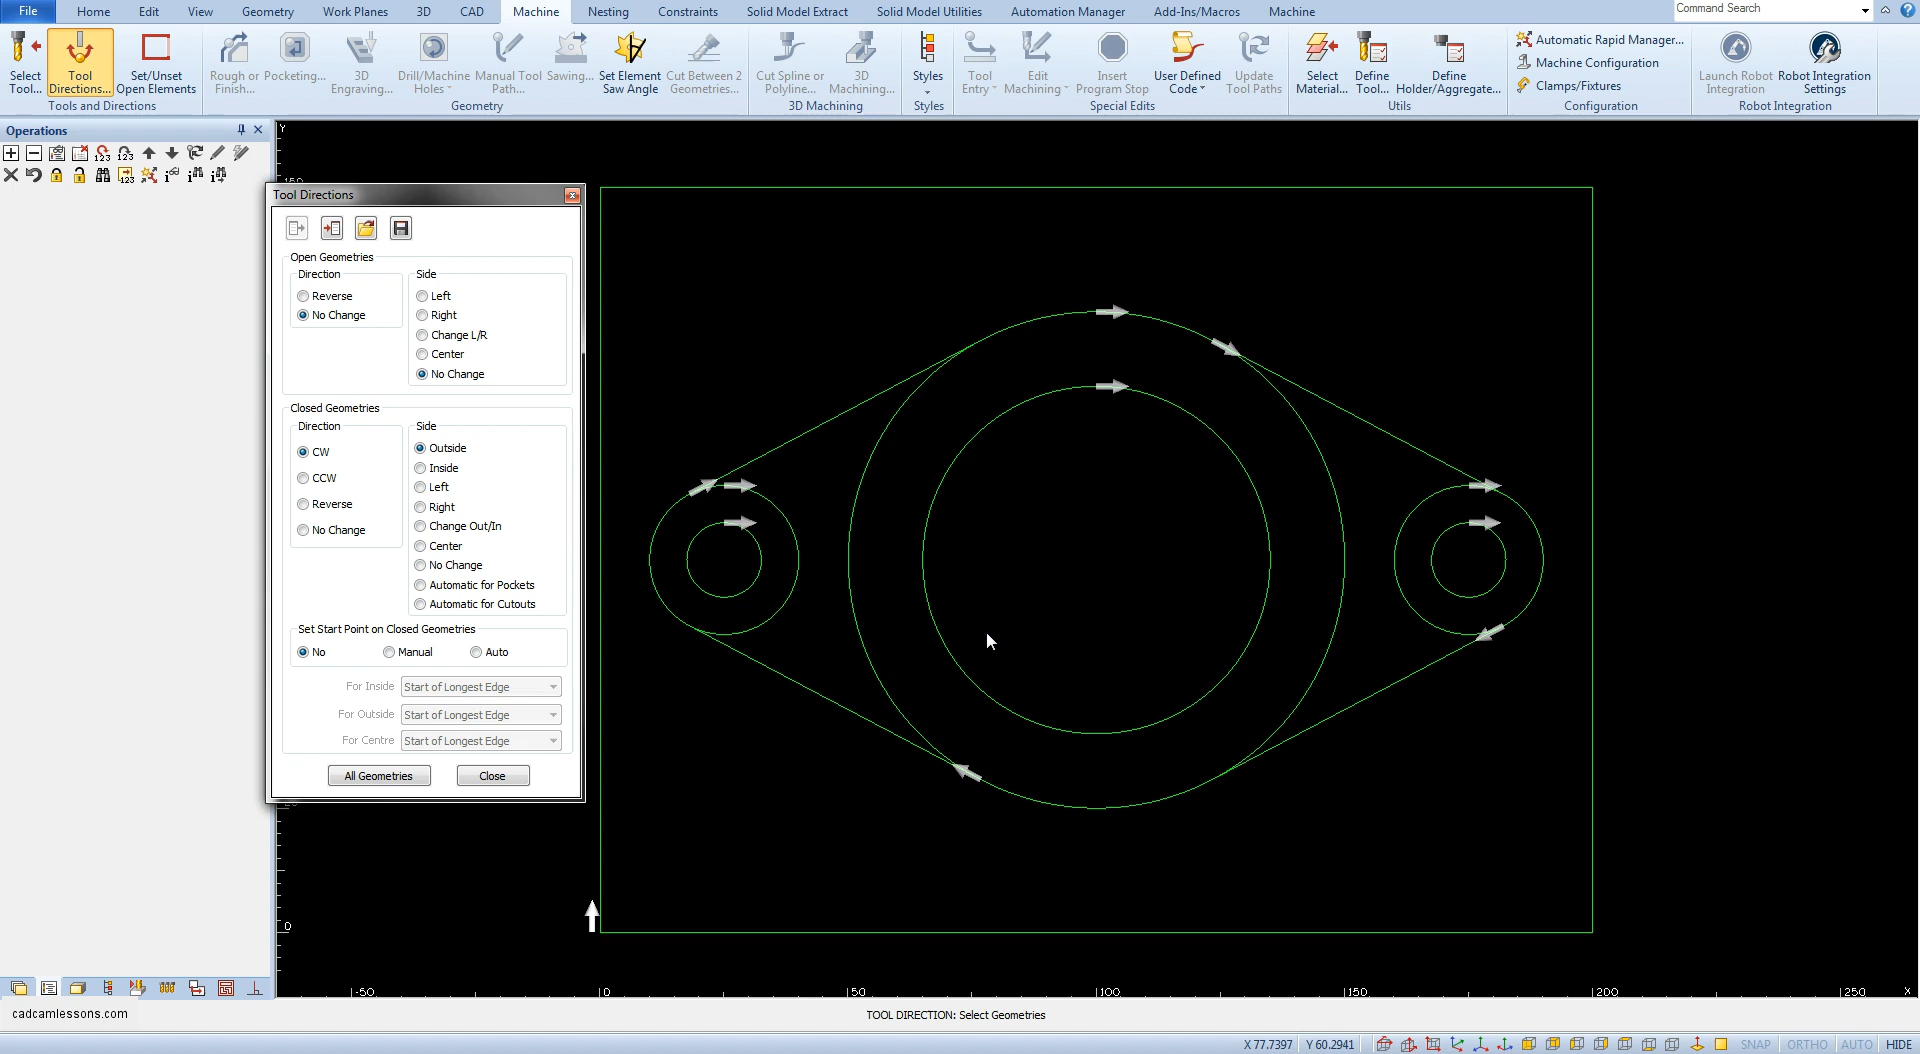 File Home Edit View Geometry Work Planes 3D CAD Machine Nesting Constraints Solid Model Extract Solid Model Utilities Automation Manager Add-Ins/Macros Machine Command Search
Select Tool... Tool Directions... Set/Unset Open Elements
Tools and Directions
Rough or Finish... Pocketing... 3D Engraving... Drill/Machine Holes Manual Tool Path... Sawing... Set Element Saw Angle Cut Between 2 Geometries...
Geometry
Cut Spline or Polyline... 3D Machining...
3D Machining
Styles
Styles
Tool Entry Edit Machining Insert Program Stop User Defined Code Update Tool Paths
Special Edits
Select Material... Define Tool... Define Holder/Aggregate...
Utils
Automatic Rapid Manager...
Machine Configuration
Clamps/Fixtures
Configuration
Launch Robot Integration Robot Integration Settings
Robot Integration
Operations
123 123
123
Y
Tool Directions
Open Geometries
Direction
Reverse
No Change
Side
Left
Right
Change L/R
Center
No Change
Closed Geometries
Direction
CW
CCW
Reverse
No Change
Side
Outside
Inside
Left
Right
Change Out/In
Center
No Change
Automatic for Pockets
Automatic for Cutouts
Set Start Point on Closed Geometries
No Manual Auto
For Inside Start of Longest Edge
For Outside Start of Longest Edge
For Centre Start of Longest Edge
All Geometries Close
0
-50 0 50 100 150 200 250 X
cadcamlessons.com
TOOL DIRECTION: Select Geometries
X 77.7397 Y 60.2941 SNAP ORTHO AUTO HIDE